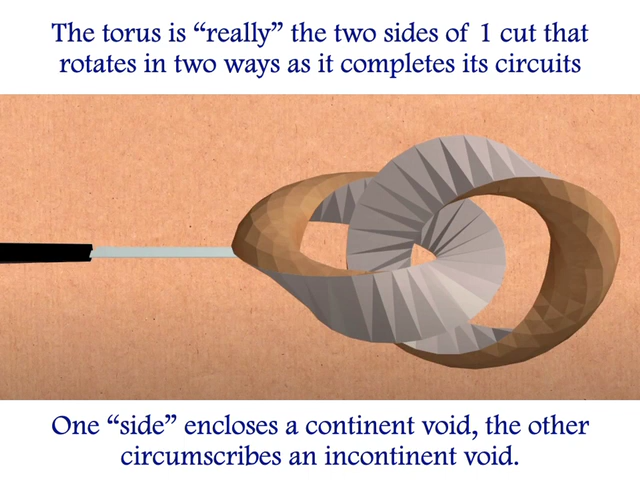 The torus is “really” the two sides of 1 cut that
rotates in two ways as it completes its circuits
One “side” encloses a continent void, the other
circumscribes an incontinent void.